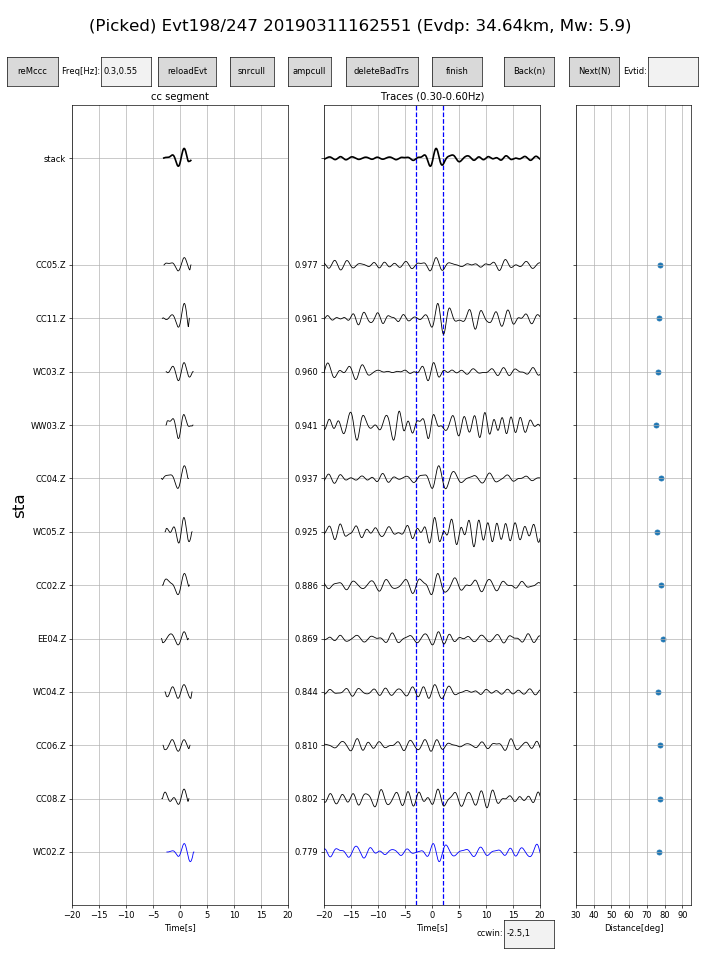 (Picked) Evt198/247 20190311162551 (Evdp: 34.64km, Mw: 5.9)
reMccc Freq[Hz]: 0.3,0.55 reloadEvt snrcull ampcull deleteBadTrs finish Back(n) Next(N) Evtid:
cc segment Traces (0.30-0.60Hz)
stack
CC05.Z 0.977
CC11.Z 0.961
WC03.Z 0.960
WW03.Z 0.941
CC04.Z 0.937
sta
WC05.Z 0.925
CC02.Z 0.886
EE04.Z 0.869
WC04.Z 0.844
CC06.Z 0.810
CC08.Z 0.802
WC02.Z 0.779
−20 −15 −10 −5 0 5 10 15 20 −20 −15 −10 −5 0 5 10 15 20 30 40 50 60 70 80 90
Time[s] Time[s] Distance[deg]
ccwin: -2.5,1